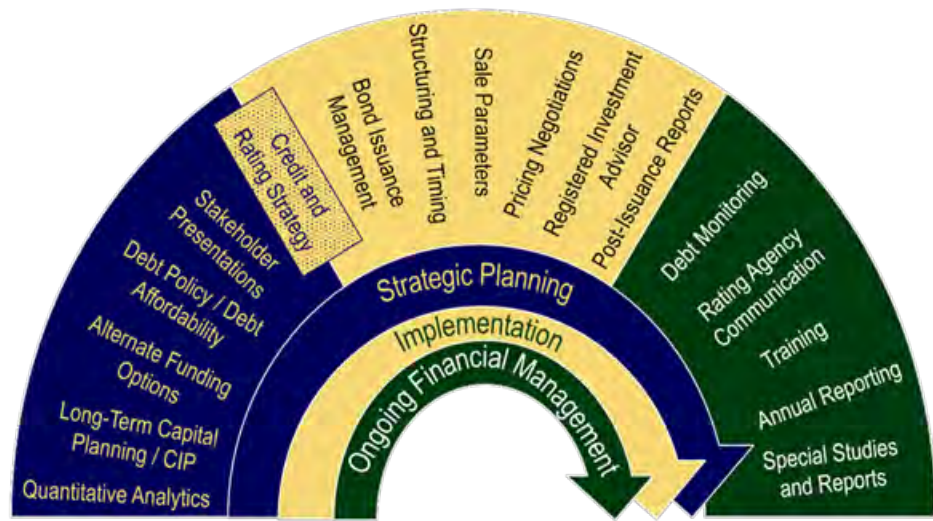 Quantitative Analytics
Long-Term Capital
Planning / CIP
Alternate Funding
Options
Debt Policy / Debt
Affordability
Stakeholder
Presentations
Credit and
Rating Strategy
Bond Issuance
Management
Structuring and Timing
Sale Parameters
Pricing Negotiations
Registered Investment
Advisor
Post-Issuance Reports
Debt Monitoring
Rating Agency
Communication
Training
Annual Reporting
Special Studies
and Reports
Strategic Planning
Implementation
Ongoing Financial Management